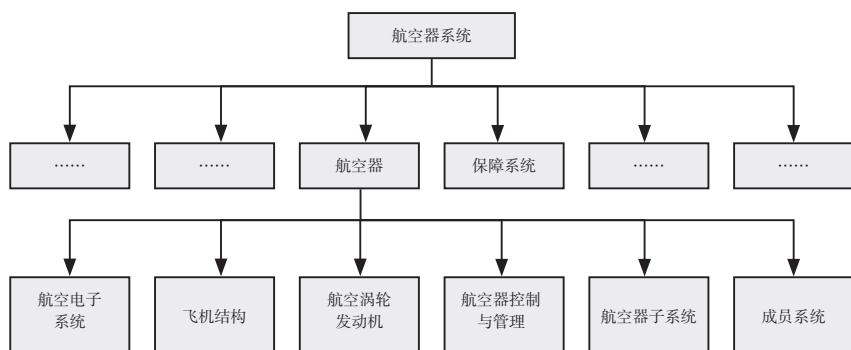 航空器系统
……
……
航空器
保障系统
……
……
航空电子
系统
飞机结构
航空涡轮
发动机
航空器控制
与管理
航空器子系统
成员系统